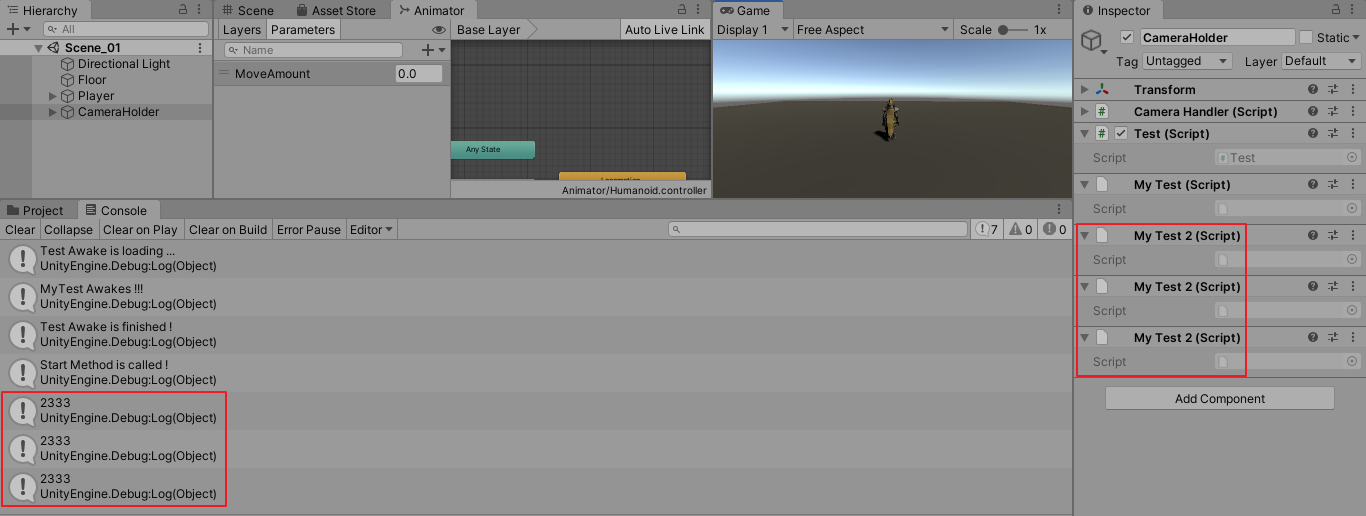 Hierarchy
All
Scene_01
Directional Light
Floor
Player
CameraHolder
Scene
Asset Store
Animator
Layers
Parameters
Base Layer
Auto Live Link
Name
MoveAmount
0.0
Any State
Animator/Humanoid.controller
Game
Display 1
Free Aspect
Scale
1x
Project
Console
Clear
Collapse
Clear on Play
Clear on Build
Error Pause
Editor
7
0
0
Test Awake is loading ...
UnityEngine.Debug:Log(Object)
MyTest Awakes !!!
UnityEngine.Debug:Log(Object)
Test Awake is finished !
UnityEngine.Debug:Log(Object)
Start Method is called !
UnityEngine.Debug:Log(Object)
2333
UnityEngine.Debug:Log(Object)
2333
UnityEngine.Debug:Log(Object)
2333
UnityEngine.Debug:Log(Object)
Inspector
CameraHolder
Static
Tag
Untagged
Layer
Default
Transform
Camera Handler (Script)
Test (Script)
Script
Test
My Test (Script)
Script
My Test 2 (Script)
Script
My Test 2 (Script)
Script
My Test 2 (Script)
Script
Add Component